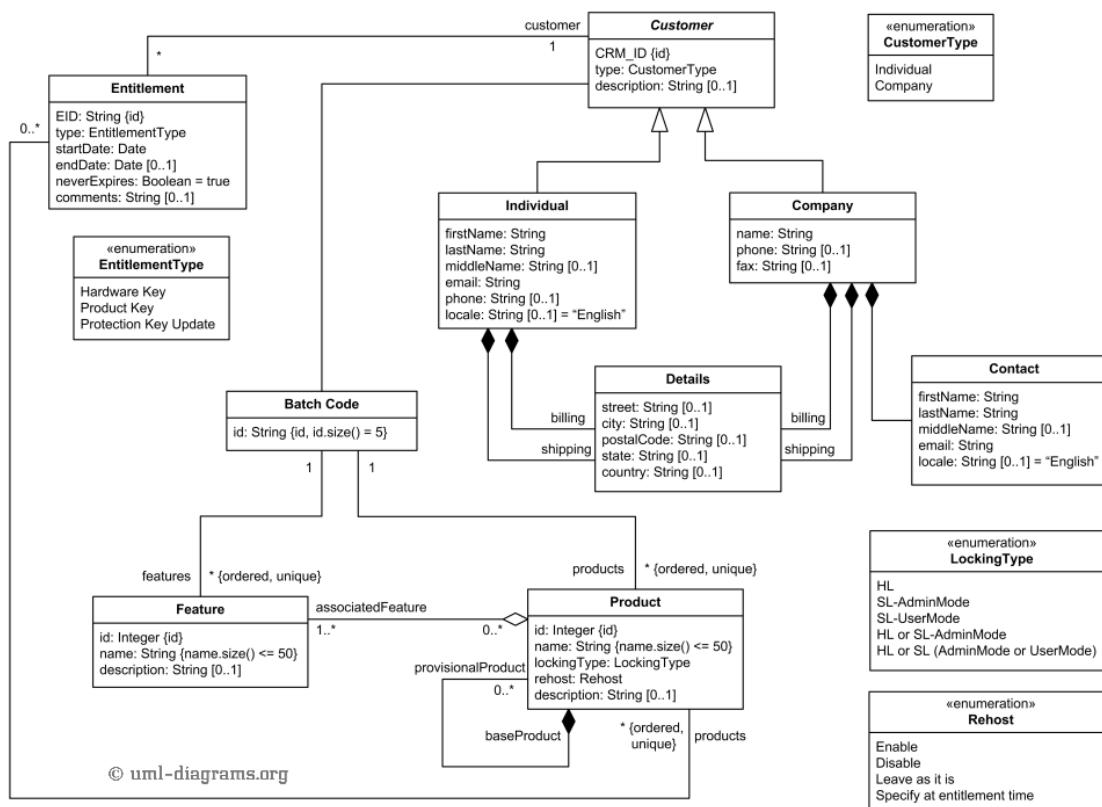 customer
1
*
Customer
CRM_ID {id}
type: CustomerType
description: String [0..1]
«enumeration»
CustomerType
Individual
Company
Entitlement
EID: String {id}
type: EntitlementType
startDate: Date
endDate: Date [0..1]
neverExpires: Boolean = true
comments: String [0..1]
0..*
«enumeration»
EntitlementType
Hardware Key
Product Key
Protection Key Update
Individual
firstName: String
lastName: String
middleName: String [0..1]
email: String
phone: String [0..1]
locale: String [0..1] = “English”
Company
name: String
phone: String [0..1]
fax: String [0..1]
Batch Code
id: String {id, id.size() = 5}
1
1
Details
street: String [0..1]
city: String [0..1]
postalCode: String [0..1]
state: String [0..1]
country: String [0..1]
billing
shipping
billing
shipping
Contact
firstName: String
lastName: String
middleName: String [0..1]
email: String
locale: String [0..1] = “English”
features
* {ordered, unique}
products
* {ordered, unique}
Feature
id: Integer {id}
name: String {name.size() <= 50}
description: String [0..1]
associatedFeature
1..*
0..*
Product
id: Integer {id}
name: String {name.size() <= 50}
lockingType: LockingType
rehost: Rehost
description: String [0..1]
provisionalProduct
0..*
baseProduct
* {ordered,
unique}
products
«enumeration»
LockingType
HL
SL-AdminMode
SL-UserMode
HL or SL-AdminMode
HL or SL (AdminMode or UserMode)
«enumeration»
Rehost
Enable
Disable
Leave as it is
Specify at entitlement time
© uml-diagrams.org